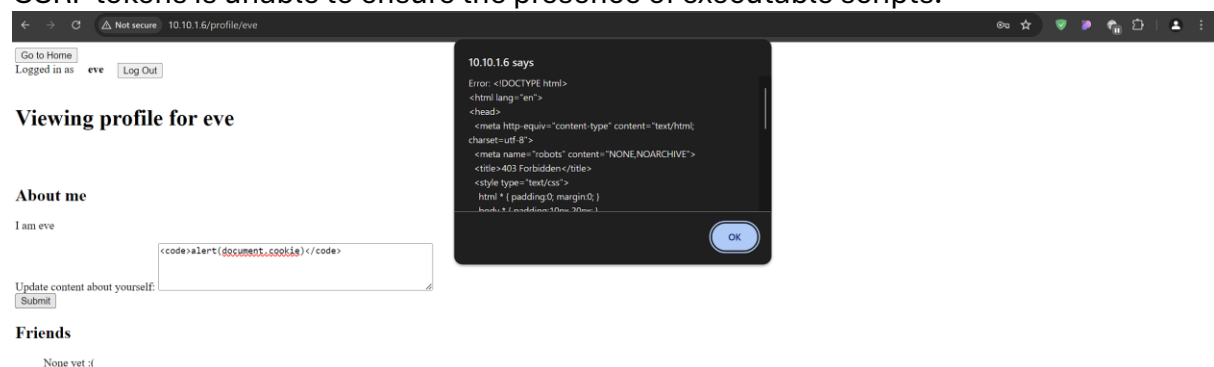 CSRF tokens is unable to ensure the presence of executable scripts.
Not secure 10.10.1.6/profile/eve
Go to Home
Logged in as eve Log Out
Viewing profile for eve
About me
I am eve
<code>alert(document.cookie)</code>
Update content about yourself:
Submit
Friends
None yet :(
10.10.1.6 says
Error: <!DOCTYPE html>
<html lang="en">
<head>
<meta http-equiv="content-type" content="text/html;
charset=utf-8">
<meta name="robots" content="NONE,NOARCHIVE">
<title>403 Forbidden</title>
<style type="text/css">
html * { padding:0; margin:0; }
body * { padding:10px 20px; }
OK